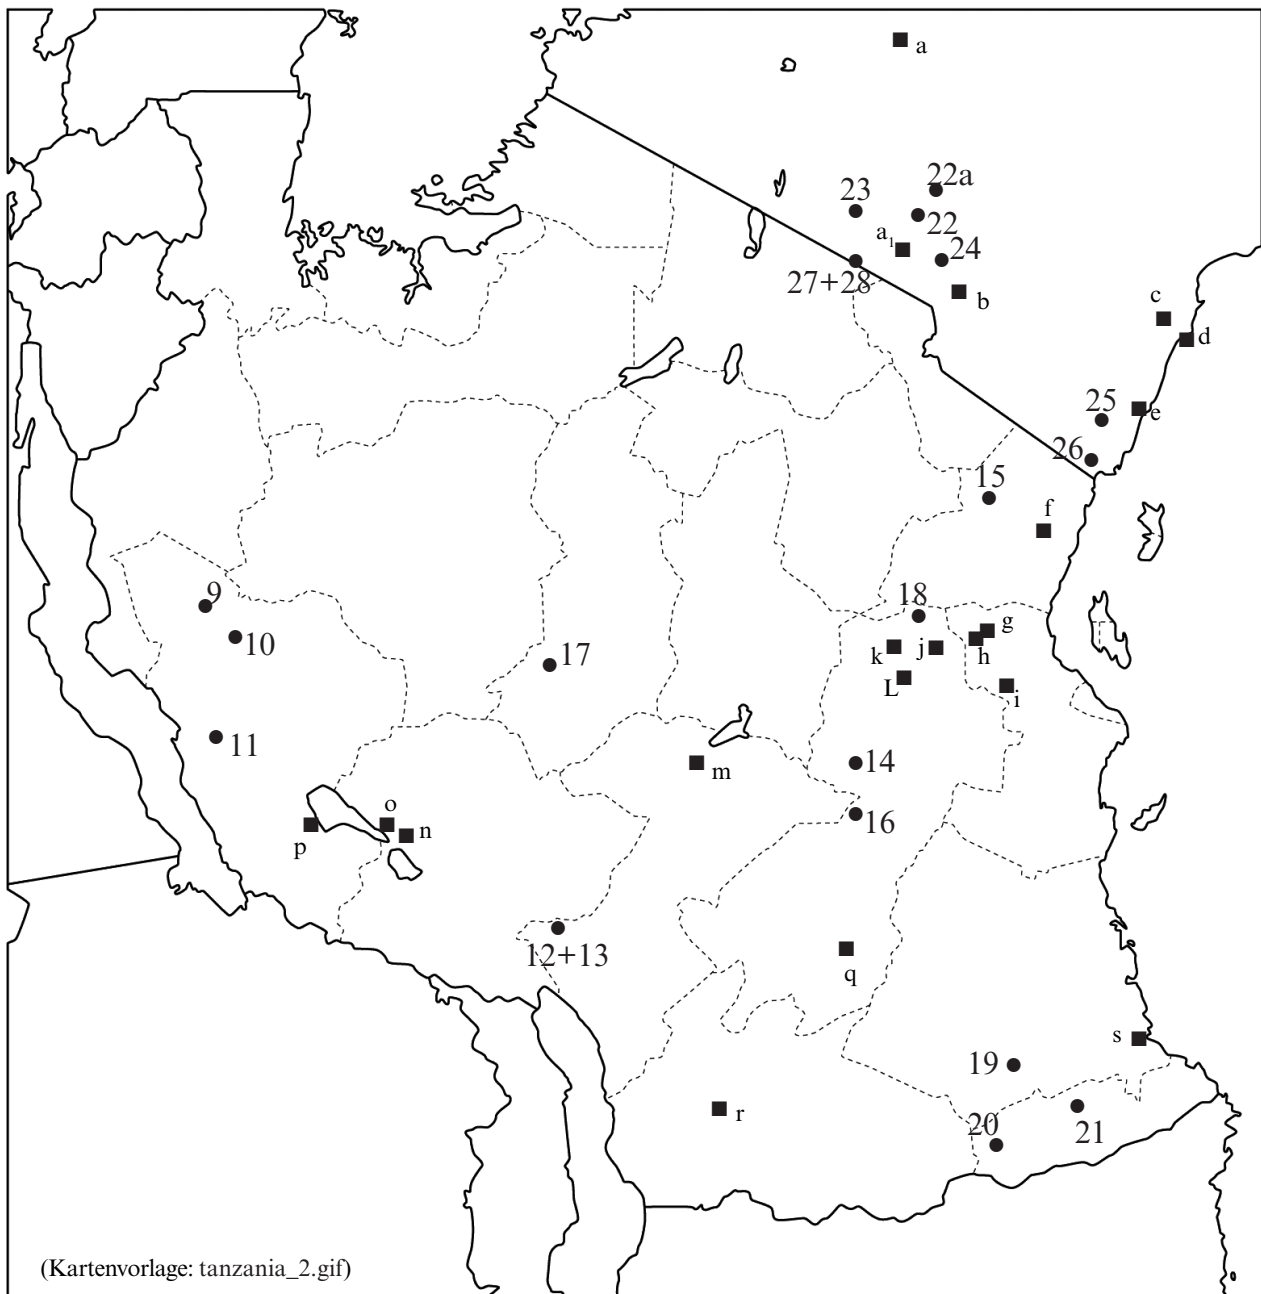 a
22a
23
22
a₁
24
27+28
b
c
d
25
e
26
15
f
9
18
g
10
k
j
h
17
L
i
11
14
m
o
n
p
16
12+13
q
s
19
r
20
21
(Kartenvorlage: tanzania_2.gif)